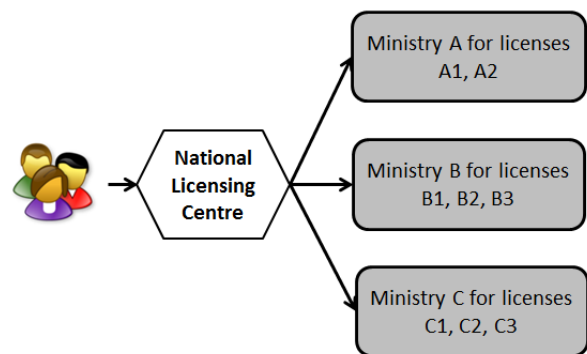 Ministry A for licenses
A1, A2
National
Licensing
Centre
Ministry B for licenses
B1, B2, B3
Ministry C for licenses
C1, C2, C3